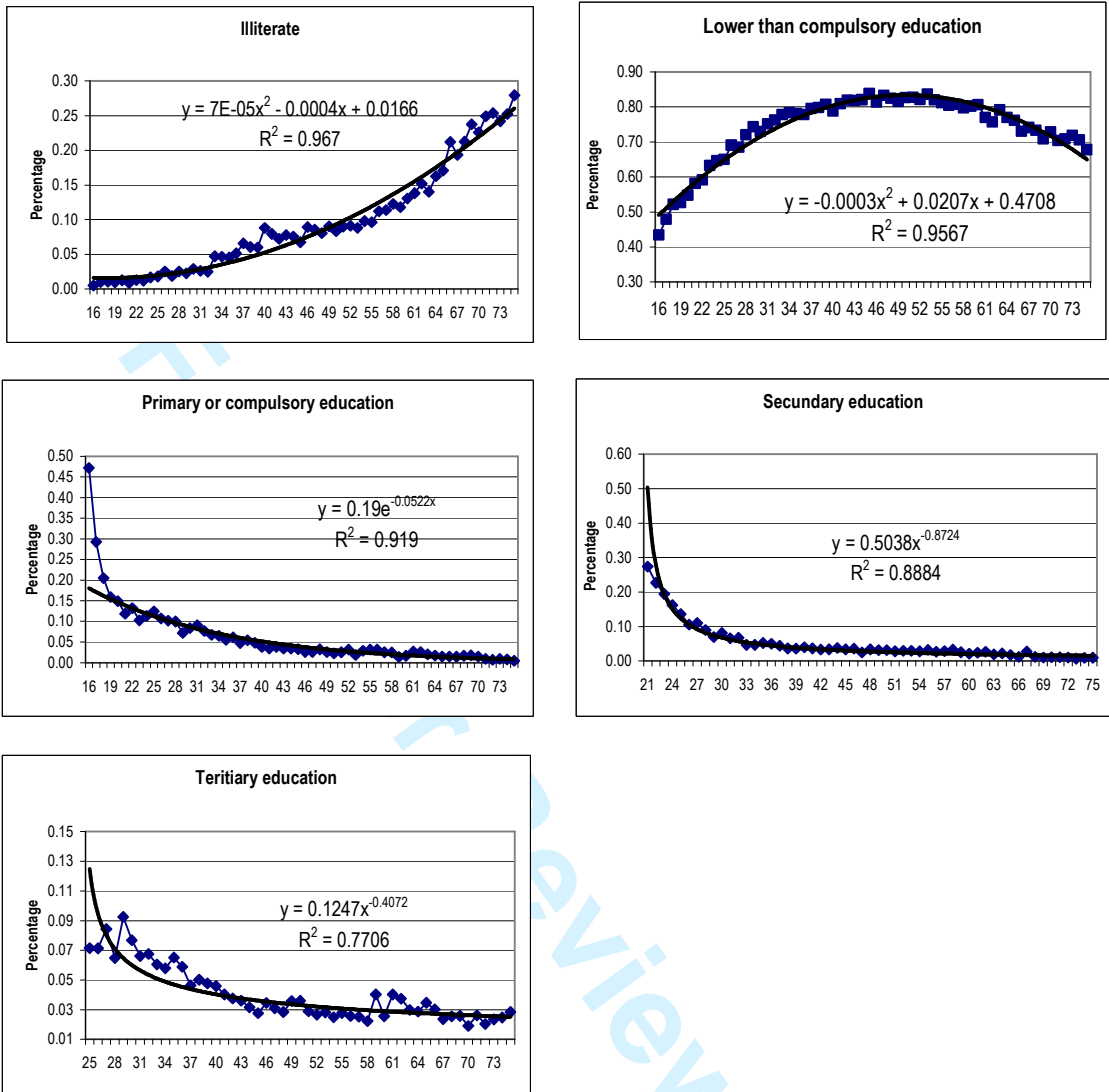 Illiterate
y = 7E-05x² - 0.0004x + 0.0166
R² = 0.967
Percentage
0.30
0.25
0.20
0.15
0.10
0.05
0.00
16 19 22 25 28 31 34 37 40 43 46 49 52 55 58 61 64 67 70 73
Lower than compulsory education
y = -0.0003x² + 0.0207x + 0.4708
R² = 0.9567
Percentage
0.90
0.80
0.70
0.60
0.50
0.40
0.30
16 19 22 25 28 31 34 37 40 43 46 49 52 55 58 61 64 67 70 73
Primary or compulsory education
y = 0.19e^-0.0522x
R² = 0.919
Percentage
0.50
0.45
0.40
0.35
0.30
0.25
0.20
0.15
0.10
0.05
0.00
16 19 22 25 28 31 34 37 40 43 46 49 52 55 58 61 64 67 70 73
Secundary education
y = 0.5038x^-0.8724
R² = 0.8884
Percentage
0.60
0.50
0.40
0.30
0.20
0.10
0.00
21 24 27 30 33 36 39 42 45 48 51 54 57 60 63 66 69 72 75
Teritiary education
y = 0.1247x^-0.4072
R² = 0.7706
Percentage
0.15
0.13
0.11
0.09
0.07
0.05
0.03
0.01
25 28 31 34 37 40 43 46 49 52 55 58 61 64 67 70 73
Review